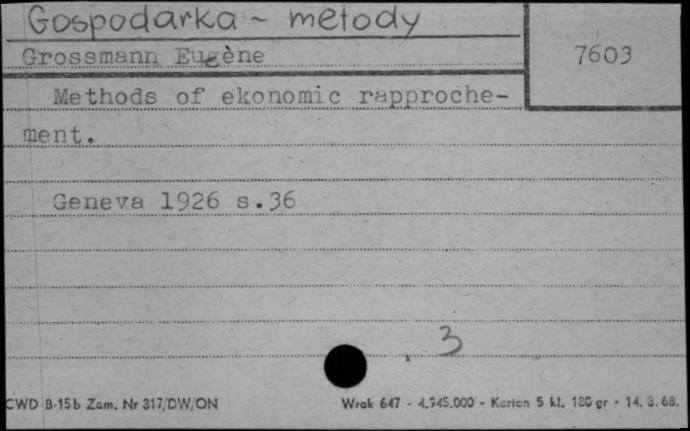 Gospodarka - metody
Grossmann Eugène
7603
Methods of ekonomic rapproche-
ment.
Geneva 1926 s.36
3
CWD B-15b Zam. Nr 317/DW/ON
Wrak 647 - 4.945.000 - Karton 5 kl. 180 gr - 14. 3. 68.